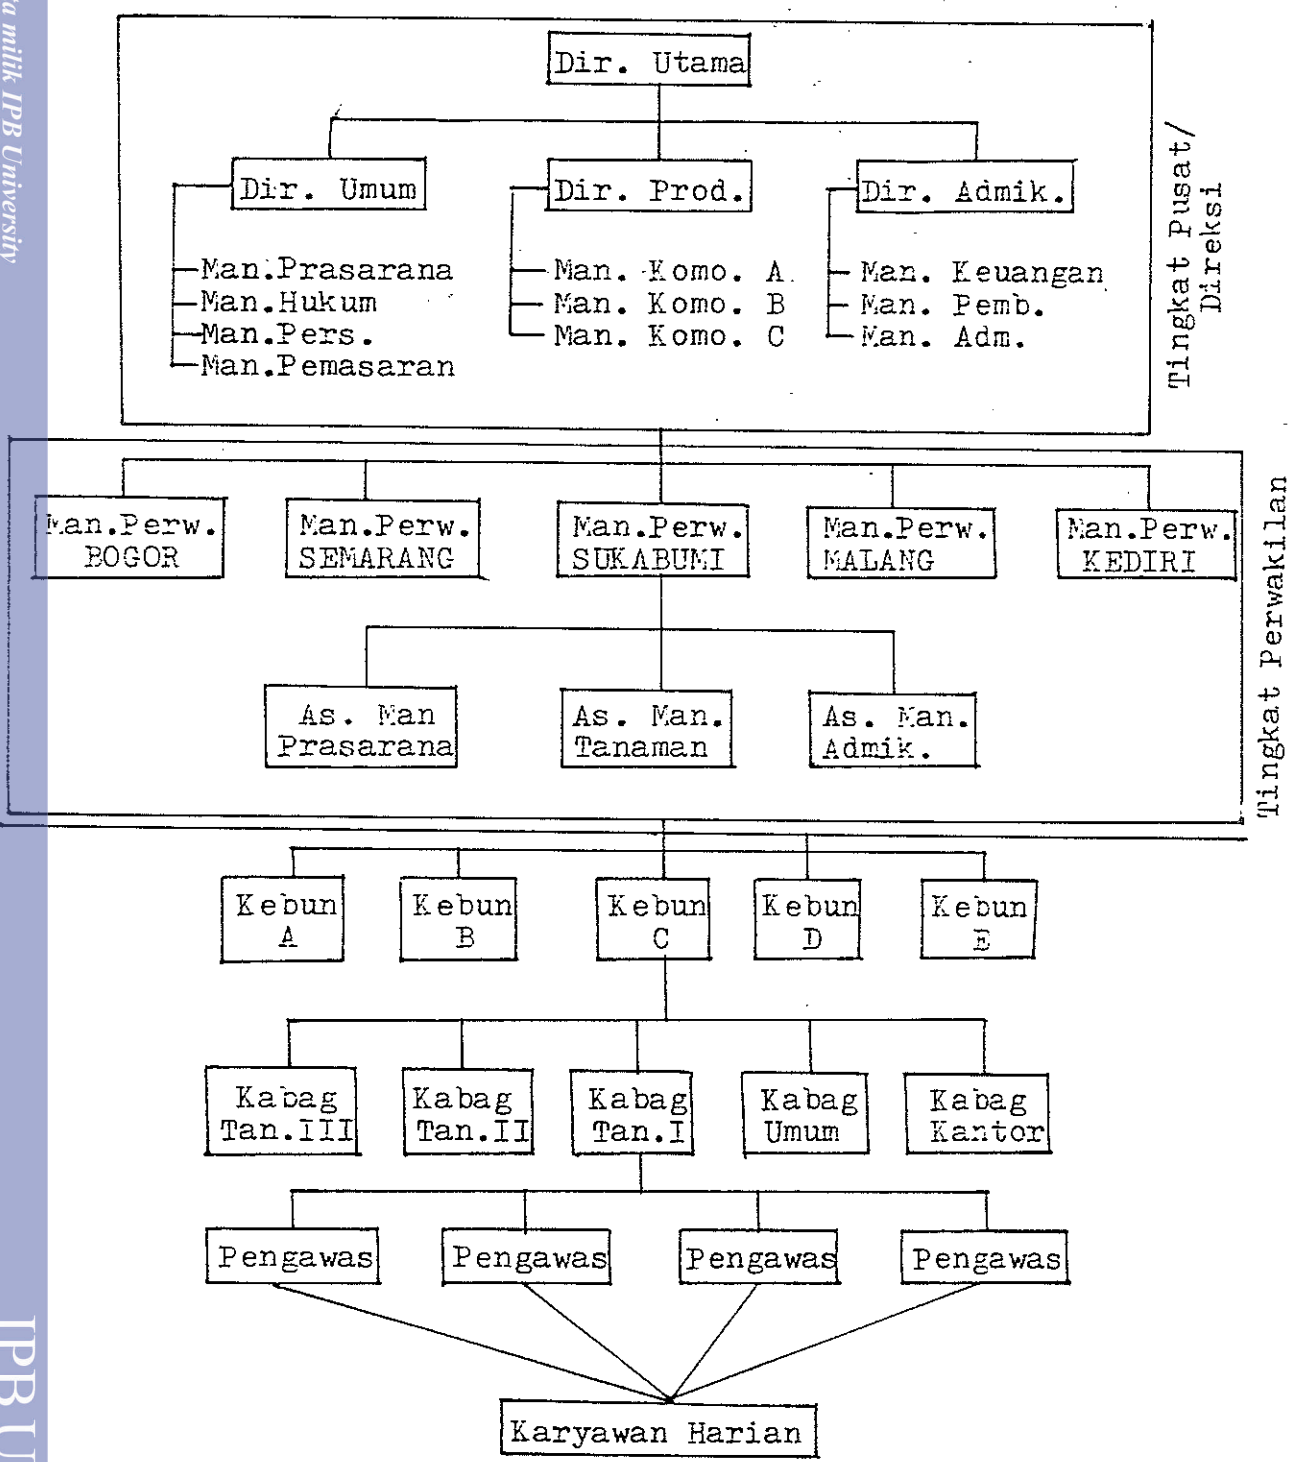 Dir. Utama
Dir. Umum
Dir. Prod.
Dir. Admik.
Man.Prasarana
Man.Hukum
Man.Pers.
Man.Pemasaran
Man. Komo. A
Man. Komo. B
Man. Komo. C
Man. Keuangan
Man. Pemb.
Man. Adm.
Tingkat Pusat/
Direksi
Man.Perw.
BOGOR
Man.Perw.
SEMARANG
Man.Perw.
SUKABUMI
Man.Perw.
MALANG
Man.Perw.
KEDIRI
As. Man
Prasarana
As. Man.
Tanaman
As. Man.
Admik.
Tingkat Perwakilan
Kebun
A
Kebun
B
Kebun
C
Kebun
D
Kebun
E
Kabag
Tan.III
Kabag
Tan.II
Kabag
Tan.I
Kabag
Umum
Kabag
Kantor
Pengawas
Pengawas
Pengawas
Pengawas
Karyawan Harian
milik IPB University
IPB U